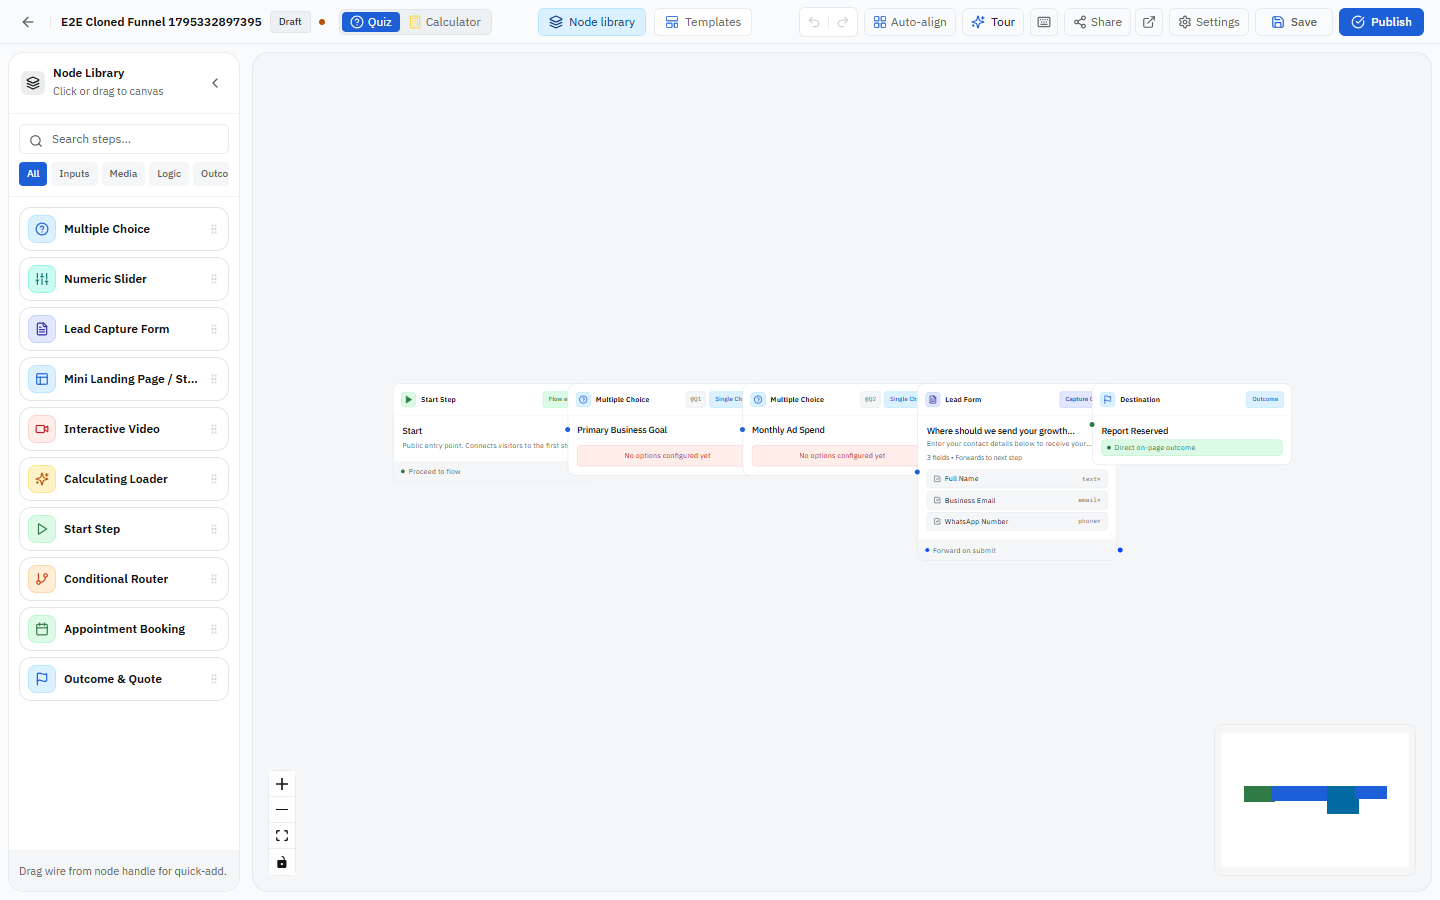 E2E Cloned Funnel 1795332897395
Draft
Quiz
Calculator
Node library
Templates
Auto-align
Tour
Share
Settings
Save
Publish
Node Library
Click or drag to canvas
Search steps...
All
Inputs
Media
Logic
Outco
Multiple Choice
Numeric Slider
Lead Capture Form
Mini Landing Page / St...
Interactive Video
Calculating Loader
Start Step
Conditional Router
Appointment Booking
Outcome & Quote
Drag wire from node handle for quick-add.
Start Step
Flow e
Start
Public entry point. Connects visitors to the first st
Proceed to flow
Multiple Choice
@Q1
Single Ch
Primary Business Goal
No options configured yet
Multiple Choice
@Q2
Single Ch
Monthly Ad Spend
No options configured yet
Lead Form
Capture C
Where should we send your growth...
Enter your contact details below to receive your...
3 fields • Forwards to next step
Full Name
text*
Business Email
email*
WhatsApp Number
phone*
Forward on submit
Destination
Outcome
Report Reserved
Direct on-page outcome